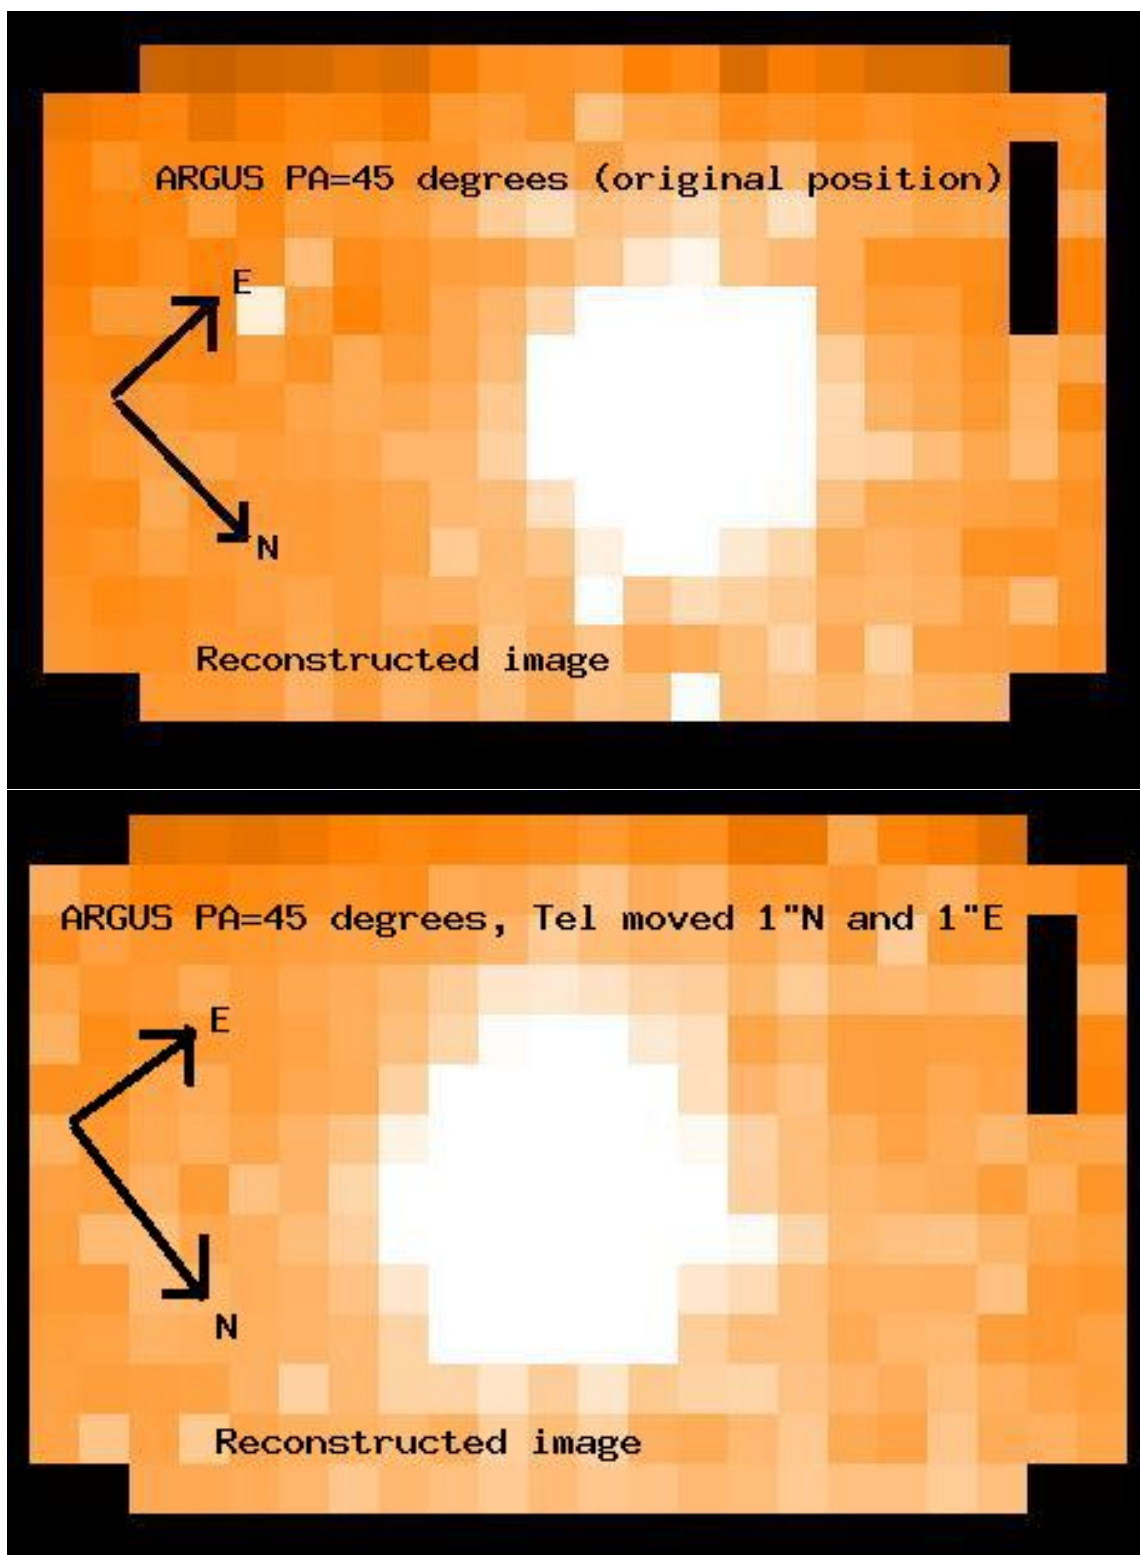 ARGUS PA=45 degrees (original position)
E
N
Reconstructed image
ARGUS PA=45 degrees, Tel moved 1"N and 1"E
E
N
Reconstructed image